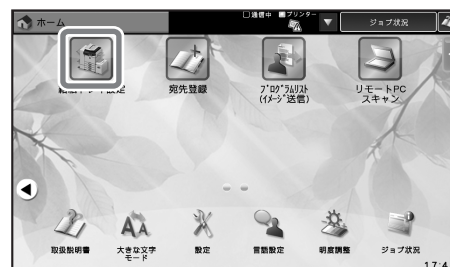 ホーム
□通信中 ■プリンター
ジョブ状況
宛先登録
プログラムリスト
(イメージ送信)
リモートPC
スキャン
取扱説明書
大きな文字
モード
設定
言語設定
明度調整
ジョブ状況
17:4